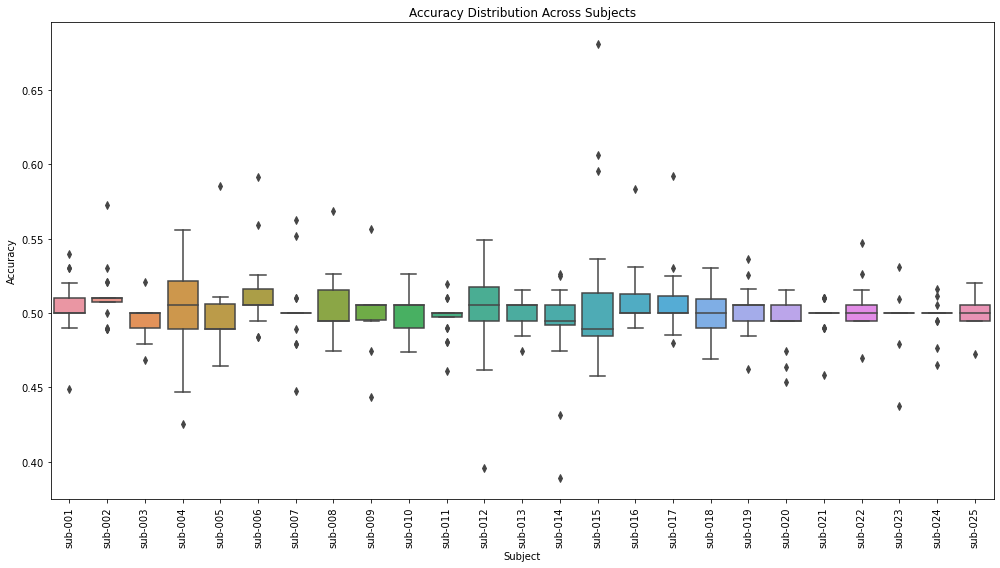 Accuracy Distribution Across Subjects
Accuracy
0.65
0.60
0.55
0.50
0.45
0.40
sub-001
sub-002
sub-003
sub-004
sub-005
sub-006
sub-007
sub-008
sub-009
sub-010
sub-011
sub-012
sub-013
sub-014
sub-015
sub-016
sub-017
sub-018
sub-019
sub-020
sub-021
sub-022
sub-023
sub-024
sub-025
Subject